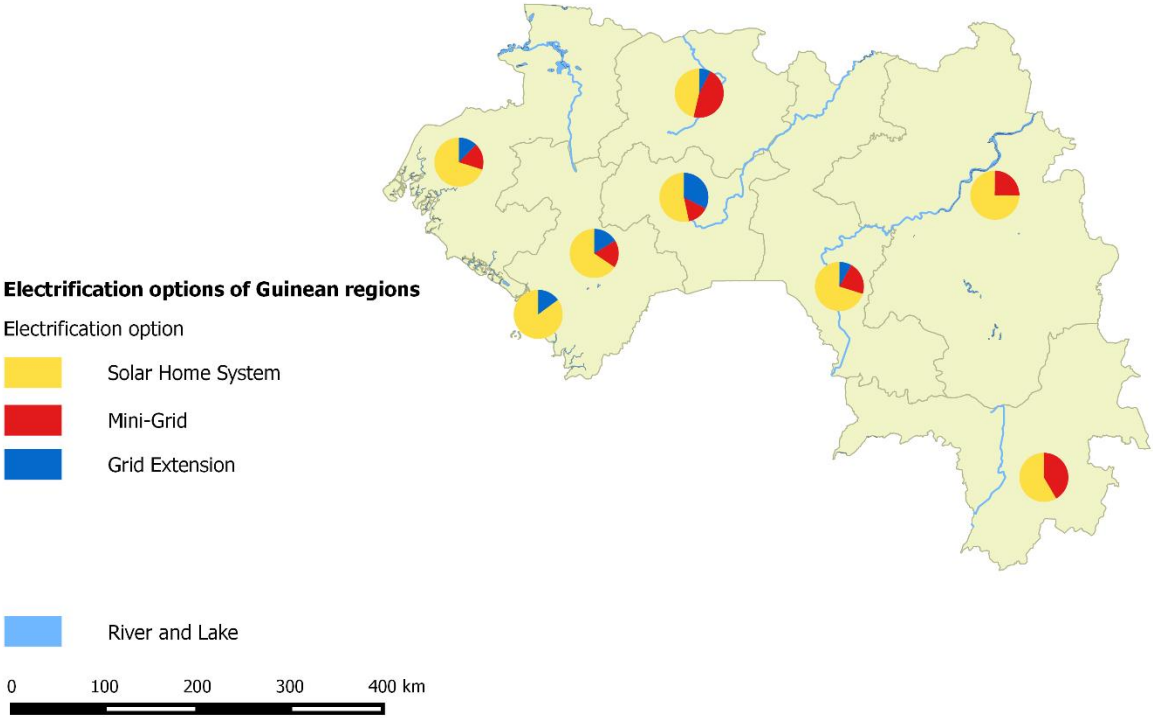 Electrification options of Guinean regions
Electrification option
Solar Home System
Mini-Grid
Grid Extension
River and Lake
0 100 200 300 400 km